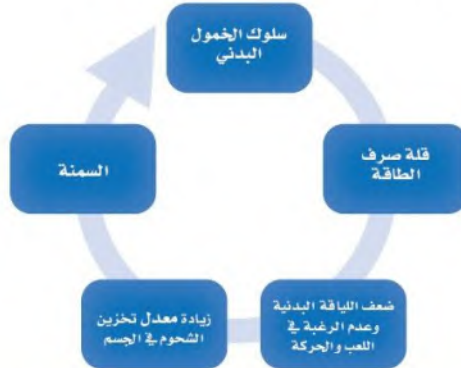 سلوك الخمول
البدني
قلة صرف
الطاقة
ضعف اللياقة البدنية
وعدم الرغبة في
اللعب والحركة
زيادة معدل تخزين
الشحوم في الجسم
السمنة